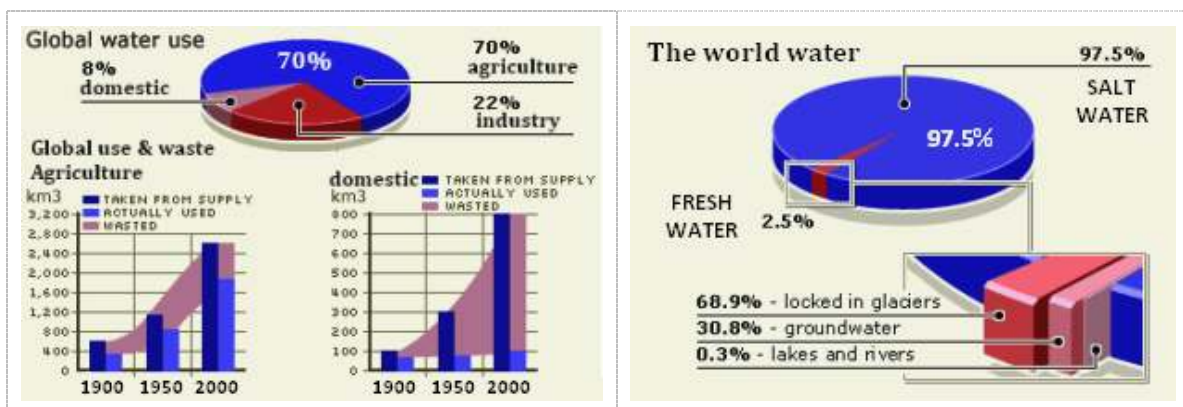 Global water use
70%
8%
domestic
70%
agriculture
22%
industry
Global use & waste
Agriculture
km3
TAKEN FROM SUPPLY
ACTUALLY USED
WASTED
3,200
2,800
2,000
1,600
800
400
0
1900 1950 2000
domestic
km3
TAKEN FROM SUPPLY
ACTUALLY USED
WASTED
800
700
600
500
400
300
200
100
0
1900 1950 2000
The world water
97.5%
SALT
WATER
97.5%
FRESH
WATER
2.5%
68.9% - locked in glaciers
30.8% - groundwater
0.3% - lakes and rivers